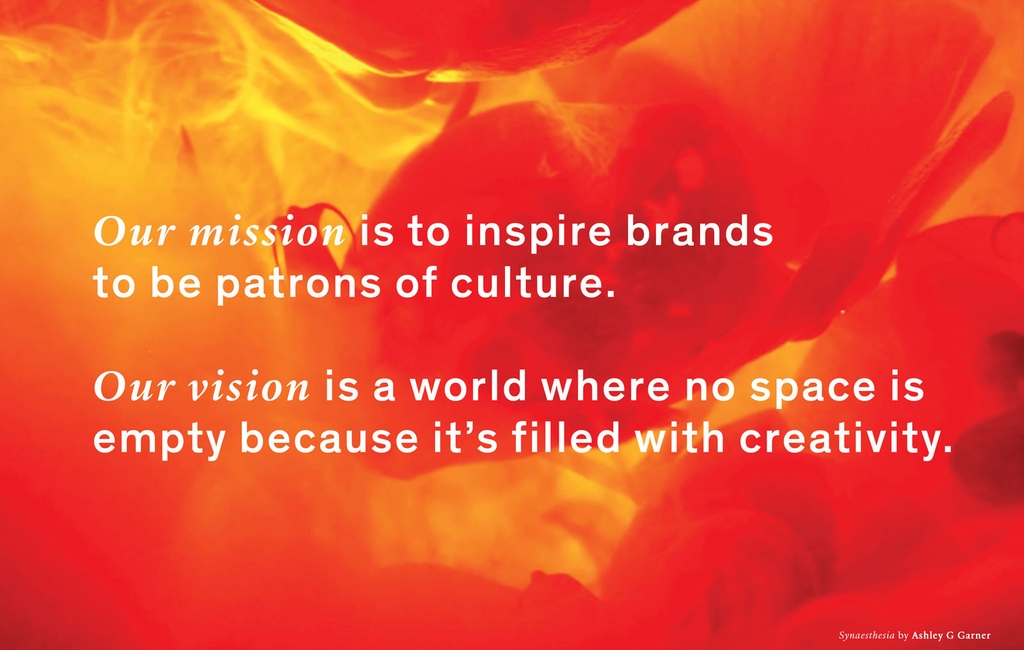 Our mission is to inspire brands
to be patrons of culture.
Our vision is a world where no space is
empty because it’s filled with creativity.
Synaesthesia by Ashley G Garner